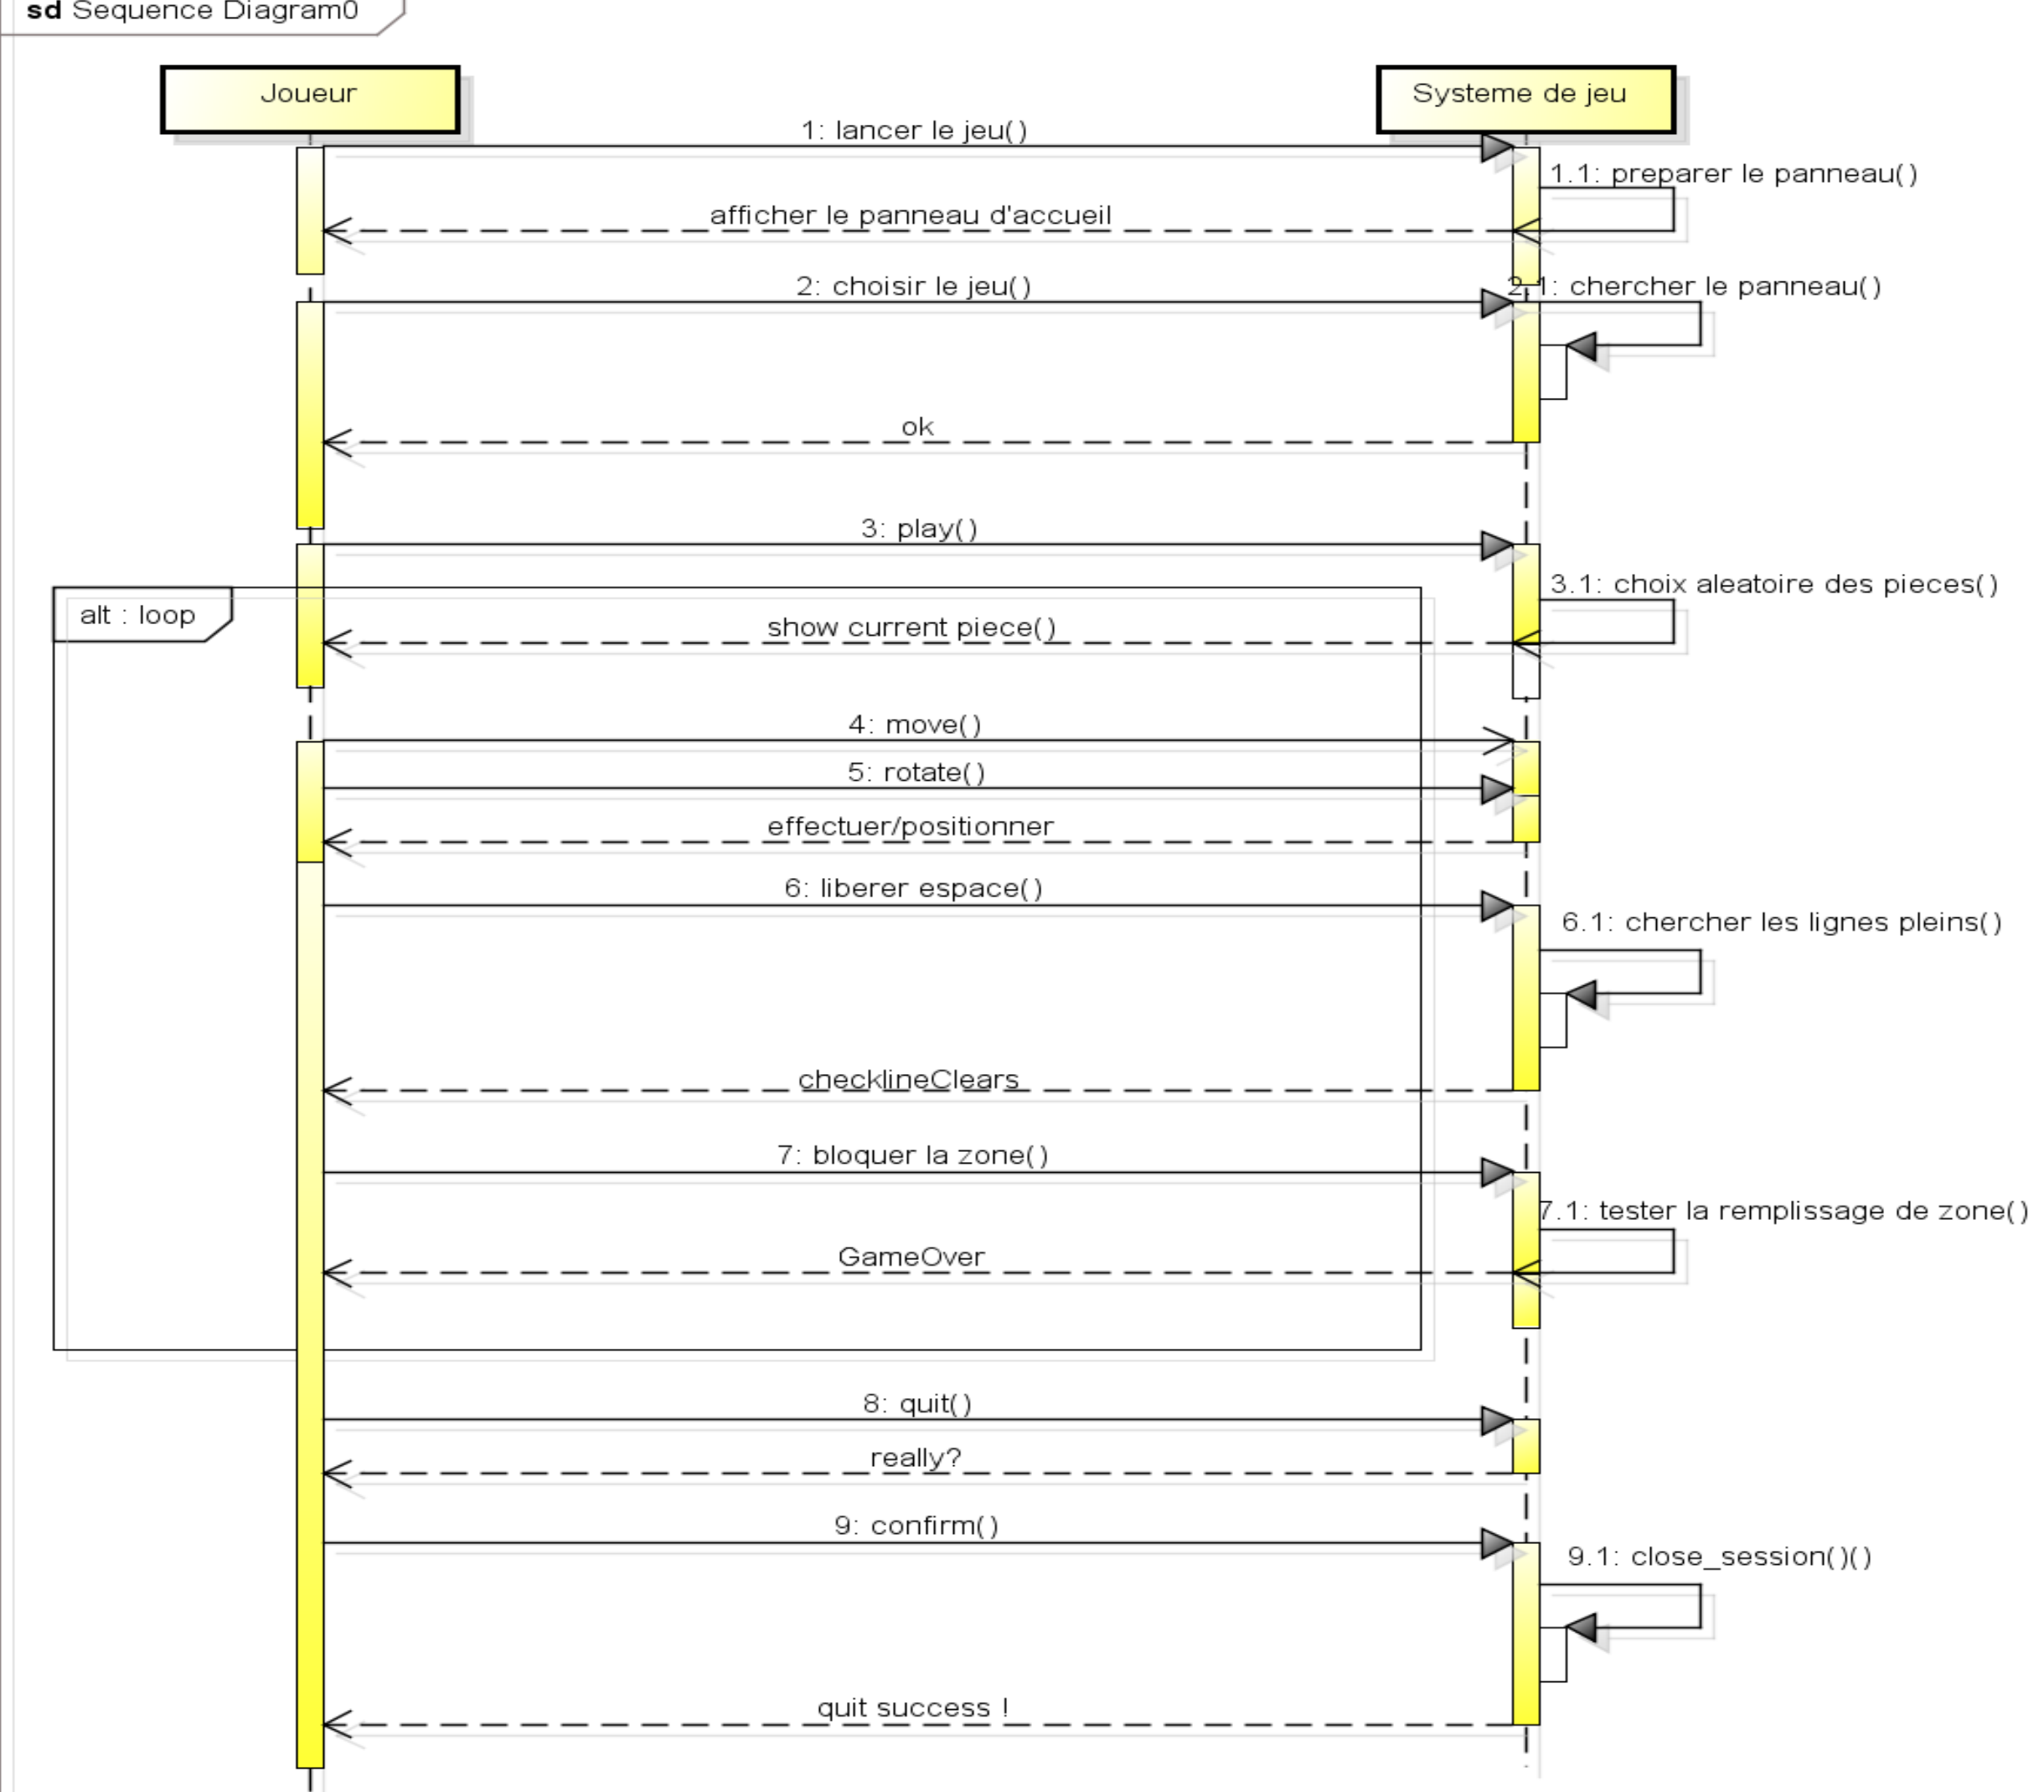 sd Sequence Diagram0
Joueur
Systeme de jeu
1: lancer le jeu()
1.1: preparer le panneau()
afficher le panneau d'accueil
2: choisir le jeu()
2.1: chercher le panneau()
ok
3: play()
3.1: choix aleatoire des pieces()
alt : loop
show current piece()
4: move()
5: rotate()
effectuer/positionner
6: liberer espace()
6.1: chercher les lignes pleins()
checklineClears
7: bloquer la zone()
7.1: tester la remplissage de zone()
GameOver
8: quit()
really?
9: confirm()
9.1: close_session()()
quit success !